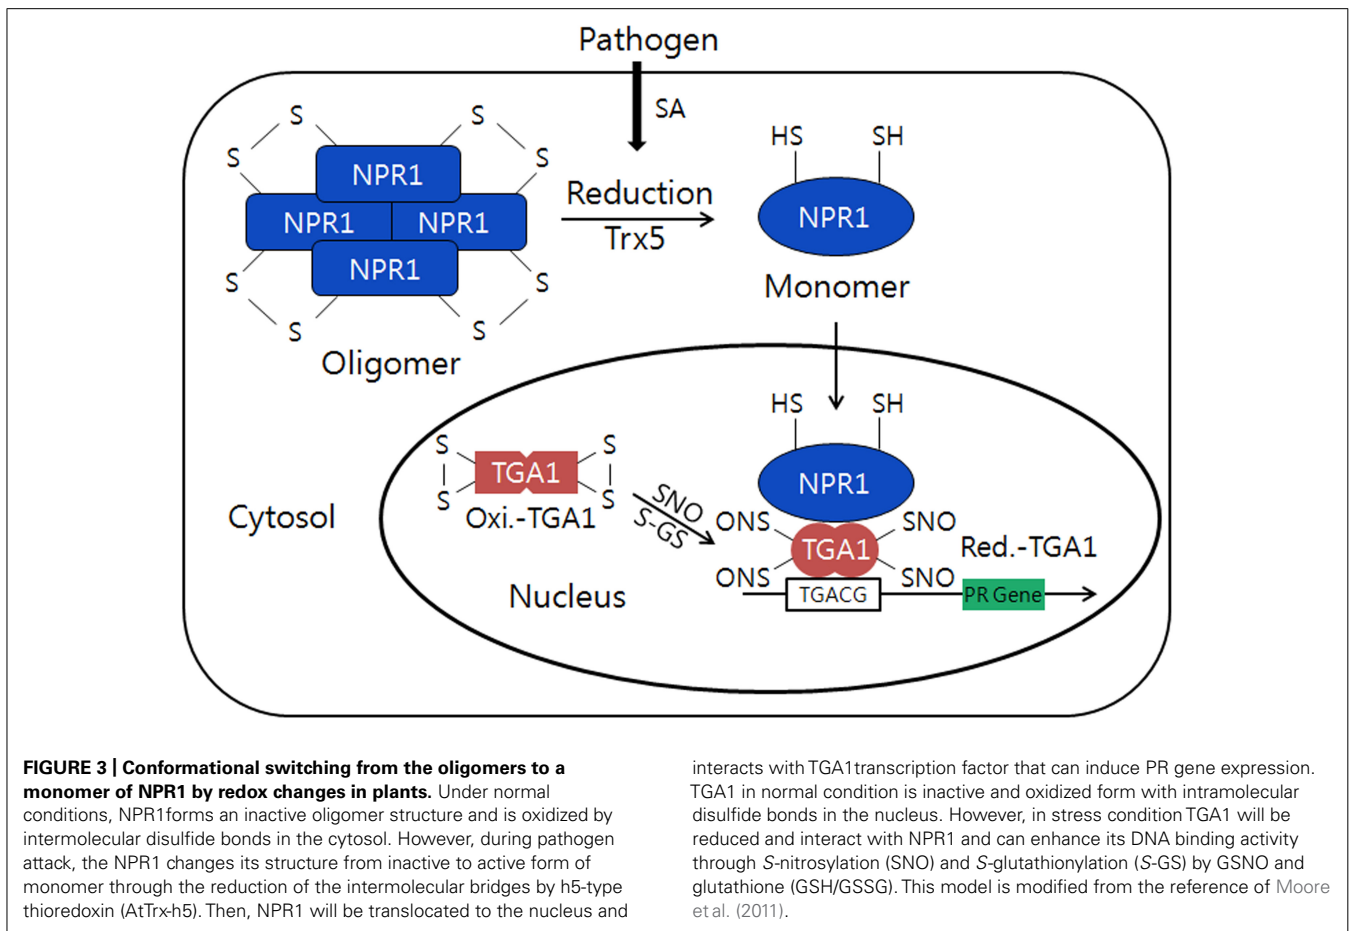 Pathogen
SA
S
S
S
S
NPR1
NPR1
NPR1
NPR1
S
S
S
S
Oligomer
Reduction
Trx5
HS
SH
NPR1
Monomer
HS
SH
NPR1
S
S
TGA1
S
S
Oxi.-TGA1
SNO
S-GS
ONS
SNO
TGA1
Red.-TGA1
ONS
SNO
TGACG
PR Gene
Cytosol
Nucleus
FIGURE 3 | Conformational switching from the oligomers to a
monomer of NPR1 by redox changes in plants. Under normal
conditions, NPR1forms an inactive oligomer structure and is oxidized by
intermolecular disulfide bonds in the cytosol. However, during pathogen
attack, the NPR1 changes its structure from inactive to active form of
monomer through the reduction of the intermolecular bridges by h5-type
thioredoxin (AtTrx-h5). Then, NPR1 will be translocated to the nucleus and
interacts with TGA1transcription factor that can induce PR gene expression.
TGA1 in normal condition is inactive and oxidized form with intramolecular
disulfide bonds in the nucleus. However, in stress condition TGA1 will be
reduced and interact with NPR1 and can enhance its DNA binding activity
through S-nitrosylation (SNO) and S-glutathionylation (S-GS) by GSNO and
glutathione (GSH/GSSG). This model is modified from the reference of Moore
et al. (2011).